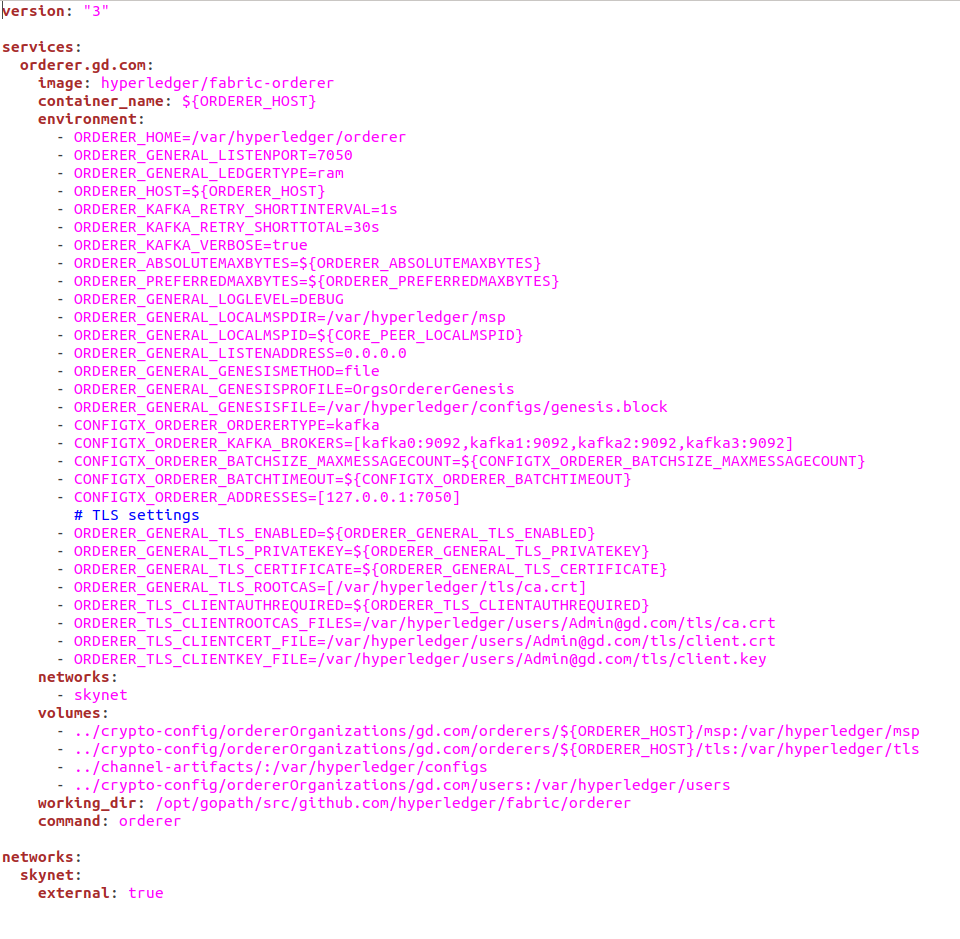 version: "3"

services:
  orderer.gd.com:
    image: hyperledger/fabric-orderer
    container_name: ${ORDERER_HOST}
    environment:
      - ORDERER_HOME=/var/hyperledger/orderer
      - ORDERER_GENERAL_LISTENPORT=7050
      - ORDERER_GENERAL_LEDGERTYPE=ram
      - ORDERER_HOST=${ORDERER_HOST}
      - ORDERER_KAFKA_RETRY_SHORTINTERVAL=1s
      - ORDERER_KAFKA_RETRY_SHORTTOTAL=30s
      - ORDERER_KAFKA_VERBOSE=true
      - ORDERER_ABSOLUTEMAXBYTES=${ORDERER_ABSOLUTEMAXBYTES}
      - ORDERER_PREFERREDMAXBYTES=${ORDERER_PREFERREDMAXBYTES}
      - ORDERER_GENERAL_LOGLEVEL=DEBUG
      - ORDERER_GENERAL_LOCALMSPDIR=/var/hyperledger/msp
      - ORDERER_GENERAL_LOCALMSPID=${CORE_PEER_LOCALMSPID}
      - ORDERER_GENERAL_LISTENADDRESS=0.0.0.0
      - ORDERER_GENERAL_GENESISMETHOD=file
      - ORDERER_GENERAL_GENESISPROFILE=OrgsOrdererGenesis
      - ORDERER_GENERAL_GENESISFILE=/var/hyperledger/configs/genesis.block
      - CONFIGTX_ORDERER_ORDERERTYPE=kafka
      - CONFIGTX_ORDERER_KAFKA_BROKERS=[kafka0:9092,kafka1:9092,kafka2:9092,kafka3:9092]
      - CONFIGTX_ORDERER_BATCHSIZE_MAXMESSAGECOUNT=${CONFIGTX_ORDERER_BATCHSIZE_MAXMESSAGECOUNT}
      - CONFIGTX_ORDERER_BATCHTIMEOUT=${CONFIGTX_ORDERER_BATCHTIMEOUT}
      - CONFIGTX_ORDERER_ADDRESSES=[127.0.0.1:7050]
        # TLS settings
      - ORDERER_GENERAL_TLS_ENABLED=${ORDERER_GENERAL_TLS_ENABLED}
      - ORDERER_GENERAL_TLS_PRIVATEKEY=${ORDERER_GENERAL_TLS_PRIVATEKEY}
      - ORDERER_GENERAL_TLS_CERTIFICATE=${ORDERER_GENERAL_TLS_CERTIFICATE}
      - ORDERER_GENERAL_TLS_ROOTCAS=[/var/hyperledger/tls/ca.crt]
      - ORDERER_TLS_CLIENTAUTHREQUIRED=${ORDERER_TLS_CLIENTAUTHREQUIRED}
      - ORDERER_TLS_CLIENTROOTCAS_FILES=/var/hyperledger/users/Admin@gd.com/tls/ca.crt
      - ORDERER_TLS_CLIENTCERT_FILE=/var/hyperledger/users/Admin@gd.com/tls/client.crt
      - ORDERER_TLS_CLIENTKEY_FILE=/var/hyperledger/users/Admin@gd.com/tls/client.key
    networks:
      - skynet
    volumes:
      - ../crypto-config/ordererOrganizations/gd.com/orderers/${ORDERER_HOST}/msp:/var/hyperledger/msp
      - ../crypto-config/ordererOrganizations/gd.com/orderers/${ORDERER_HOST}/tls:/var/hyperledger/tls
      - ../channel-artifacts/:/var/hyperledger/configs
      - ../crypto-config/ordererOrganizations/gd.com/users:/var/hyperledger/users
    working_dir: /opt/gopath/src/github.com/hyperledger/fabric/orderer
    command: orderer

networks:
  skynet:
    external: true